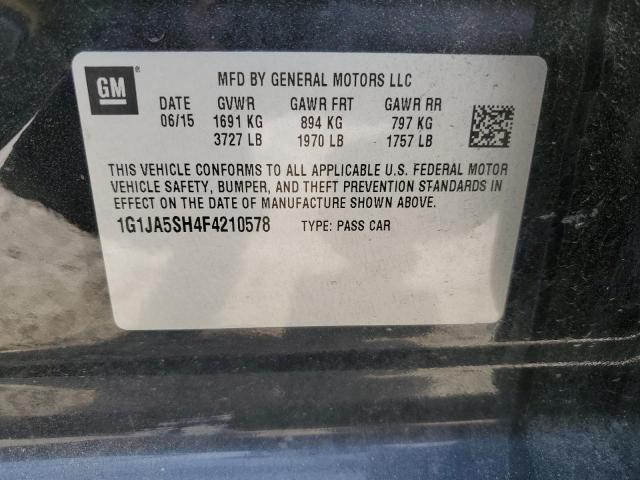 GM
®
MFD BY GENERAL MOTORS LLC
DATE GVWR GAWR FRT GAWR RR
06/15 1691 KG 894 KG 797 KG
3727 LB 1970 LB 1757 LB
THIS VEHICLE CONFORMS TO ALL APPLICABLE U.S. FEDERAL MOTOR
VEHICLE SAFETY, BUMPER, AND THEFT PREVENTION STANDARDS IN
EFFECT ON THE DATE OF MANUFACTURE SHOWN ABOVE.
1G1JA5SH4F4210578 TYPE: PASS CAR